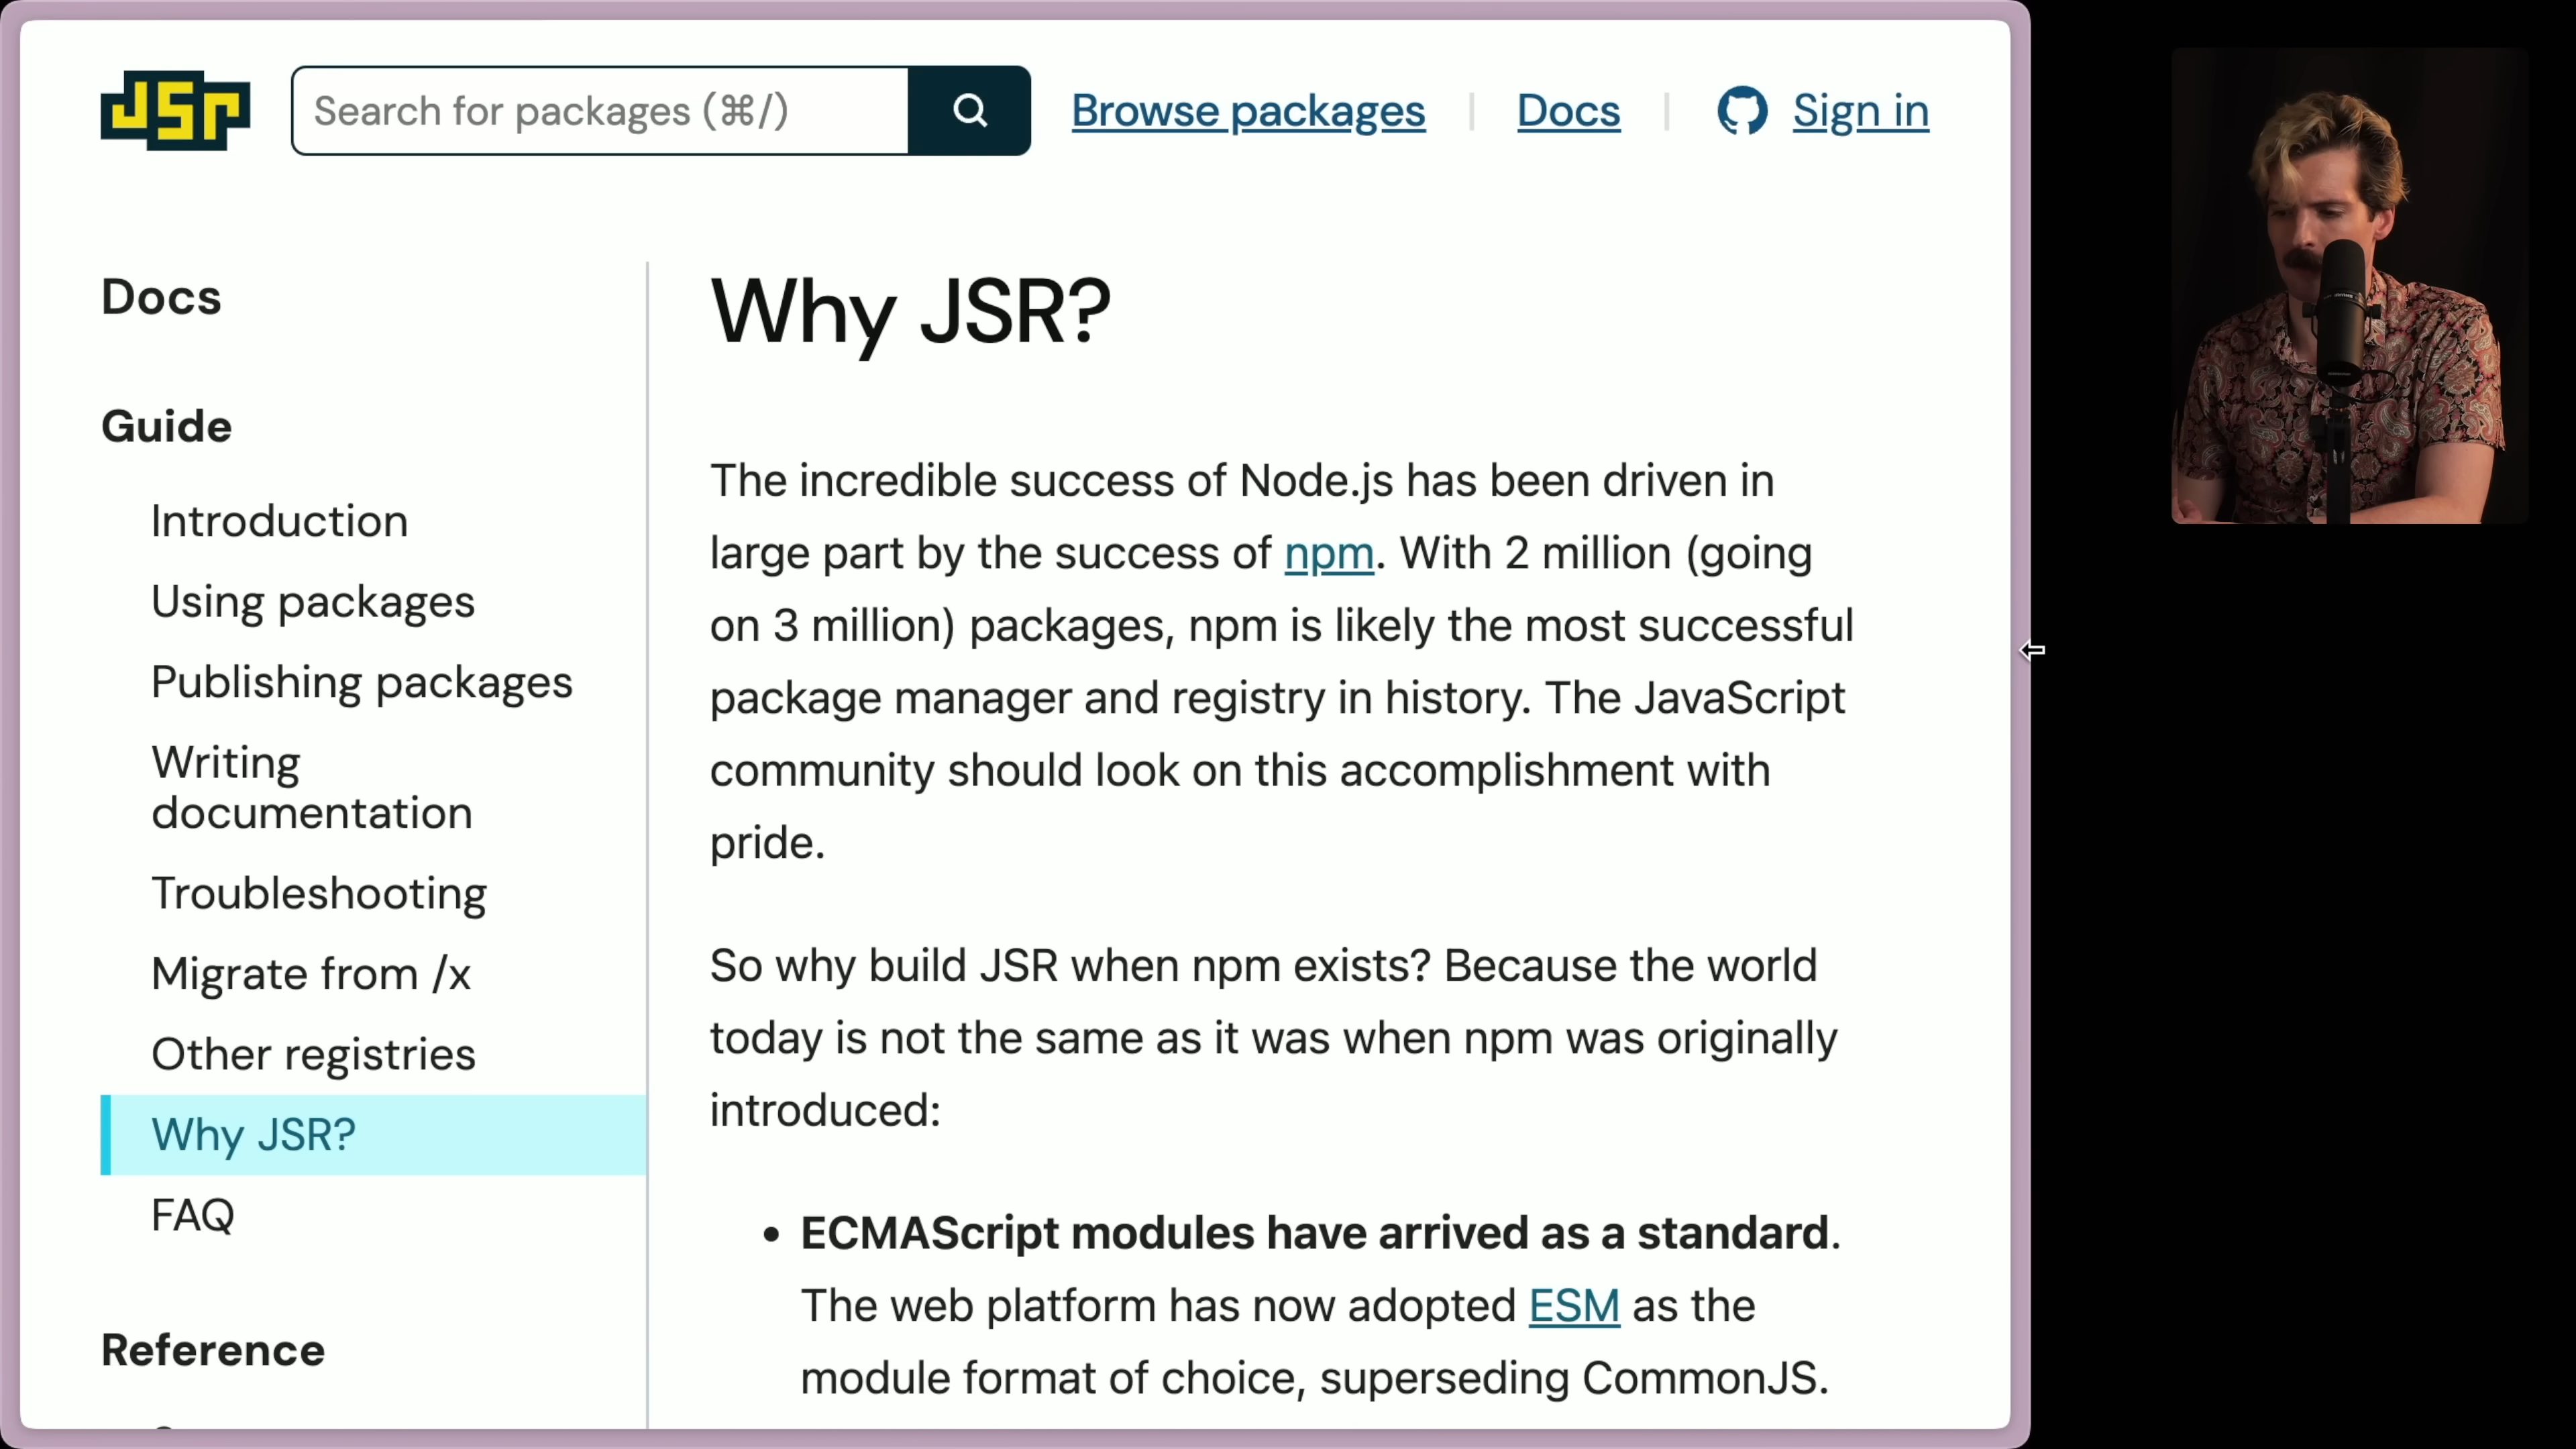 JSR
Search for packages (⌘/)
Browse packages
Docs
Sign in
Docs
Guide
Introduction
Using packages
Publishing packages
Writing
documentation
Troubleshooting
Migrate from /x
Other registries
Why JSR?
FAQ
Reference
Why JSR?
The incredible success of Node.js has been driven in
large part by the success of npm. With 2 million (going
on 3 million) packages, npm is likely the most successful
package manager and registry in history. The JavaScript
community should look on this accomplishment with
pride.
So why build JSR when npm exists? Because the world
today is not the same as it was when npm was originally
introduced:
• ECMAScript modules have arrived as a standard.
The web platform has now adopted ESM as the
module format of choice, superseding CommonJS.